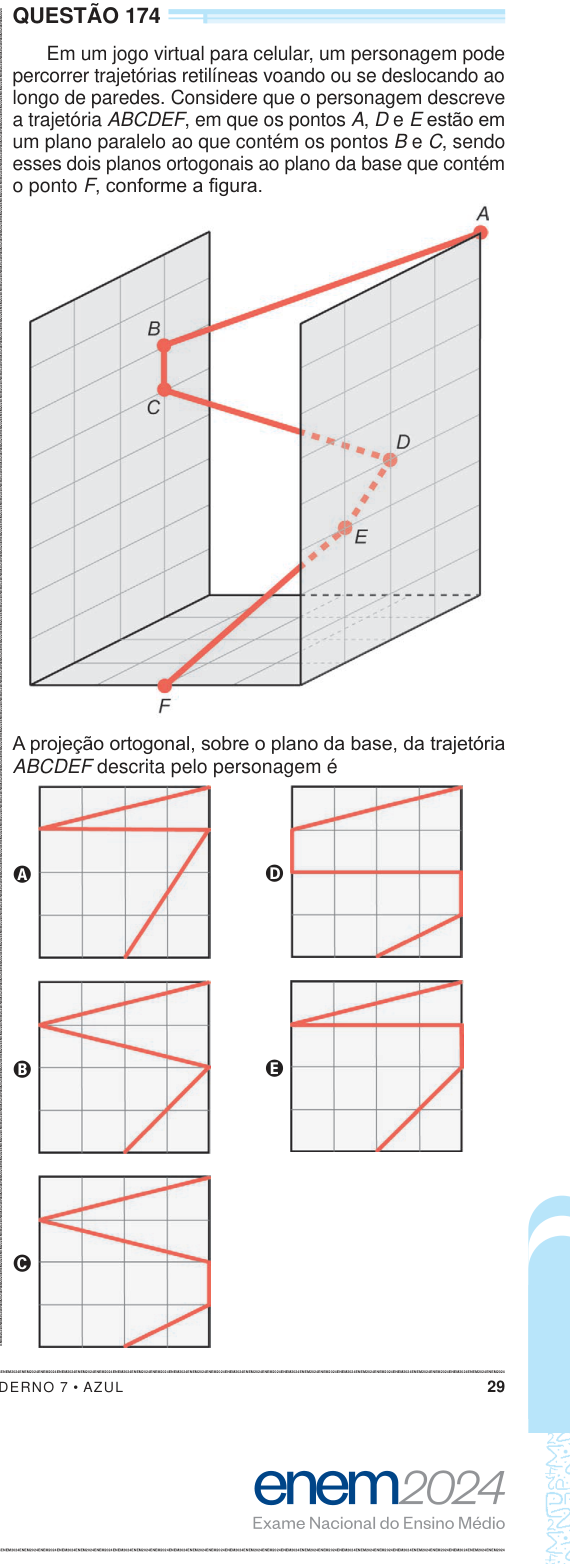 QUESTÃO 174
Em um jogo virtual para celular, um personagem pode
percorrer trajetórias retilíneas voando ou se deslocando ao
longo de paredes. Considere que o personagem descreve
a trajetória ABCDEF, em que os pontos A, D e E estão em
um plano paralelo ao que contém os pontos B e C, sendo
esses dois planos ortogonais ao plano da base que contém
o ponto F, conforme a figura.
A
B
C
D
E
F
A projeção ortogonal, sobre o plano da base, da trajetória
ABCDEF descrita pelo personagem é
A
D
B
E
C
DERNO 7 • AZUL
29
enem2024
Exame Nacional do Ensino Médio